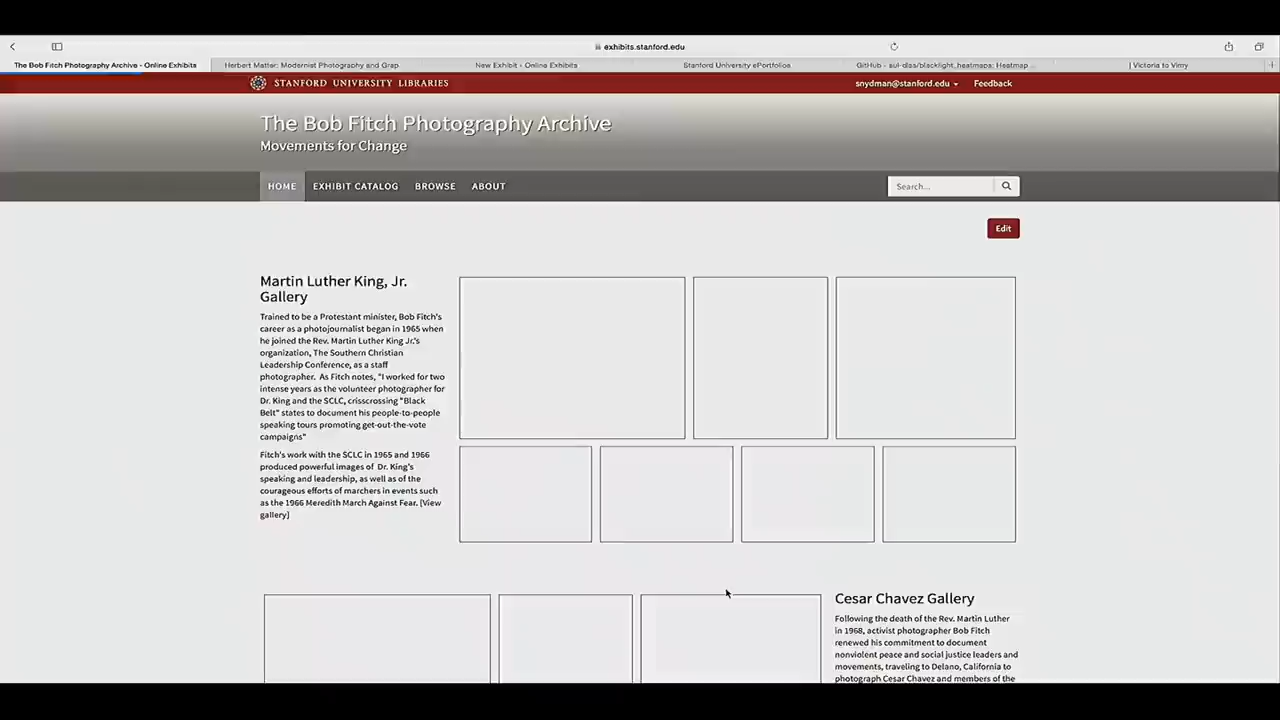 exhibits.stanford.edu
The Bob Fitch Photography Archive - Online Exhibits
Herbert Matter: Modernist Photography and Grap
New Exhibit - Online Exhibits
Stanford University ePortfolios
GitHub - sul-dlss/blacklight_heatmaps: Heatmap ...
| Victoria to Vimy
STANFORD UNIVERSITY LIBRARIES
snydman@stanford.edu
Feedback
The Bob Fitch Photography Archive
Movements for Change
HOME
EXHIBIT CATALOG
BROWSE
ABOUT
Search...
Edit
Martin Luther King, Jr.
Gallery
Trained to be a Protestant minister, Bob Fitch's
career as a photojournalist began in 1965 when
he joined the Rev. Martin Luther King Jr.'s
organization, The Southern Christian
Leadership Conference, as a staff
photographer. As Fitch notes, "I worked for two
intense years as the volunteer photographer for
Dr. King and the SCLC, crisscrossing "Black
Belt" states to document his people-to-people
speaking tours promoting get-out-the-vote
campaigns"
Fitch's work with the SCLC in 1965 and 1966
produced powerful images of Dr. King's
speaking and leadership, as well as of the
courageous efforts of marchers in events such
as the 1966 Meredith March Against Fear. [View
gallery]
Cesar Chavez Gallery
Following the death of the Rev. Martin Luther
in 1968, activist photographer Bob Fitch
renewed his commitment to document
nonviolent peace and social justice leaders and
movements, traveling to Delano, California to
photograph Cesar Chavez and members of the